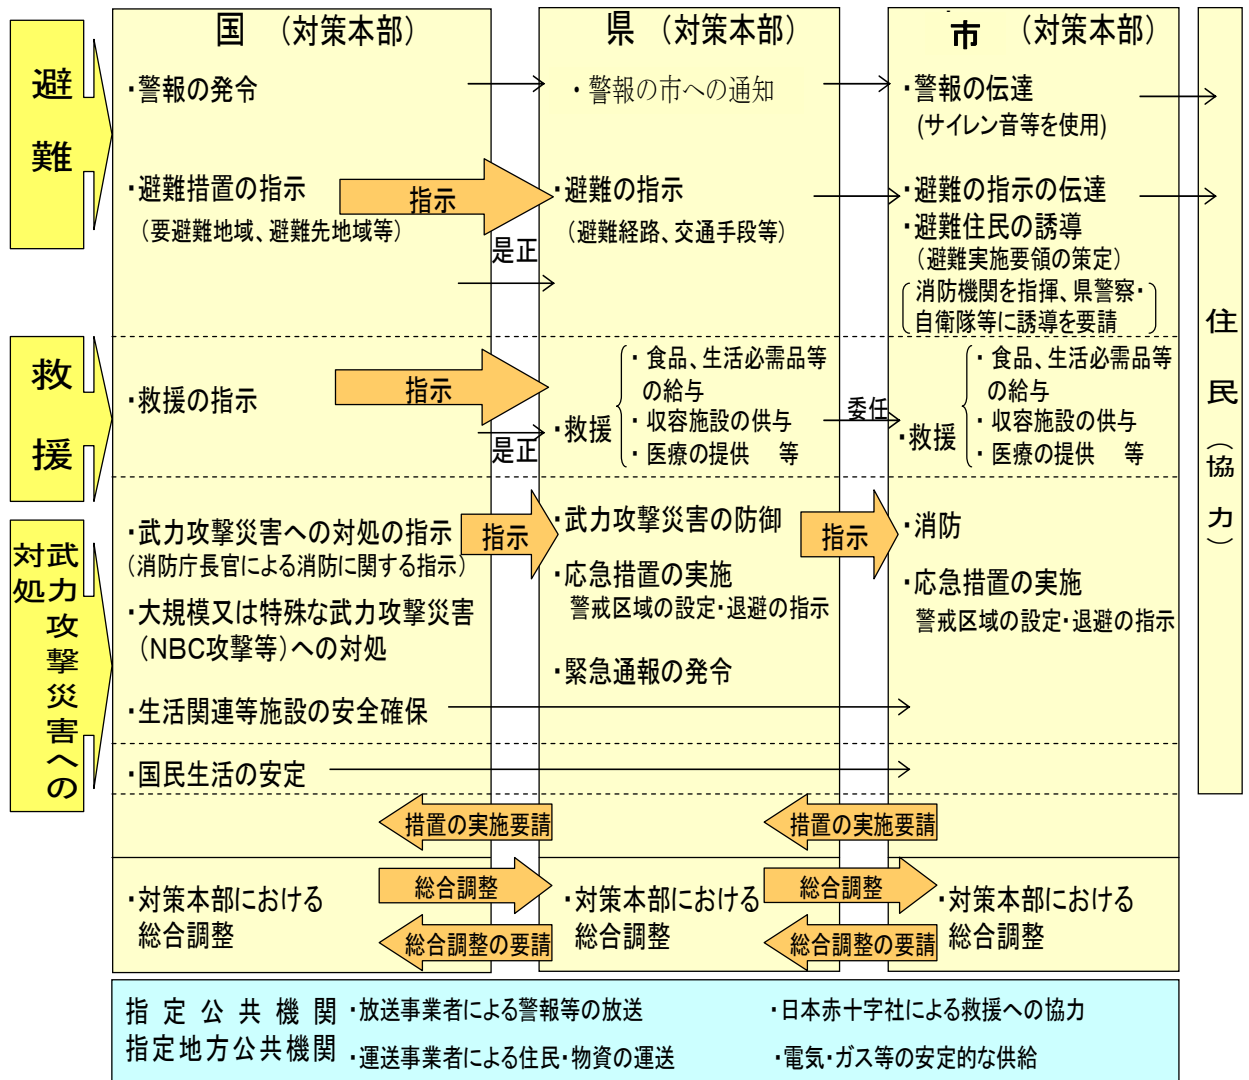 国（対策本部）
県（対策本部）
市（対策本部）
避難
・警報の発令
・警報の市への通知
・警報の伝達
(サイレン音等を使用)
・避難措置の指示
（要避難地域、避難先地域等）
指示
是正
・避難の指示
（避難経路、交通手段等）
・避難の指示の伝達
・避難住民の誘導
（避難実施要領の策定）
消防機関を指揮、県警察・
自衛隊等に誘導を要請
住民（協力）
救援
・救援の指示
指示
是正
・救援
・食品、生活必需品等
の給与
・収容施設の供与
・医療の提供　等
委任
・救援
・食品、生活必需品等
の給与
・収容施設の供与
・医療の提供　等
武力攻撃災害への
対処
・武力攻撃災害への対処の指示
（消防庁長官による消防に関する指示）
・大規模又は特殊な武力攻撃災害
（NBC攻撃等）への対処
・生活関連等施設の安全確保
指示
・武力攻撃災害の防御
・応急措置の実施
警戒区域の設定・退避の指示
・緊急通報の発令
指示
・消防
・応急措置の実施
警戒区域の設定・退避の指示
・国民生活の安定
措置の実施要請
措置の実施要請
・対策本部における
総合調整
総合調整
総合調整の要請
・対策本部における
総合調整
総合調整
総合調整の要請
・対策本部における
総合調整
指定公共機関
指定地方公共機関
・放送事業者による警報等の放送
・日本赤十字社による救援への協力
・運送事業者による住民・物資の運送
・電気・ガス等の安定的な供給